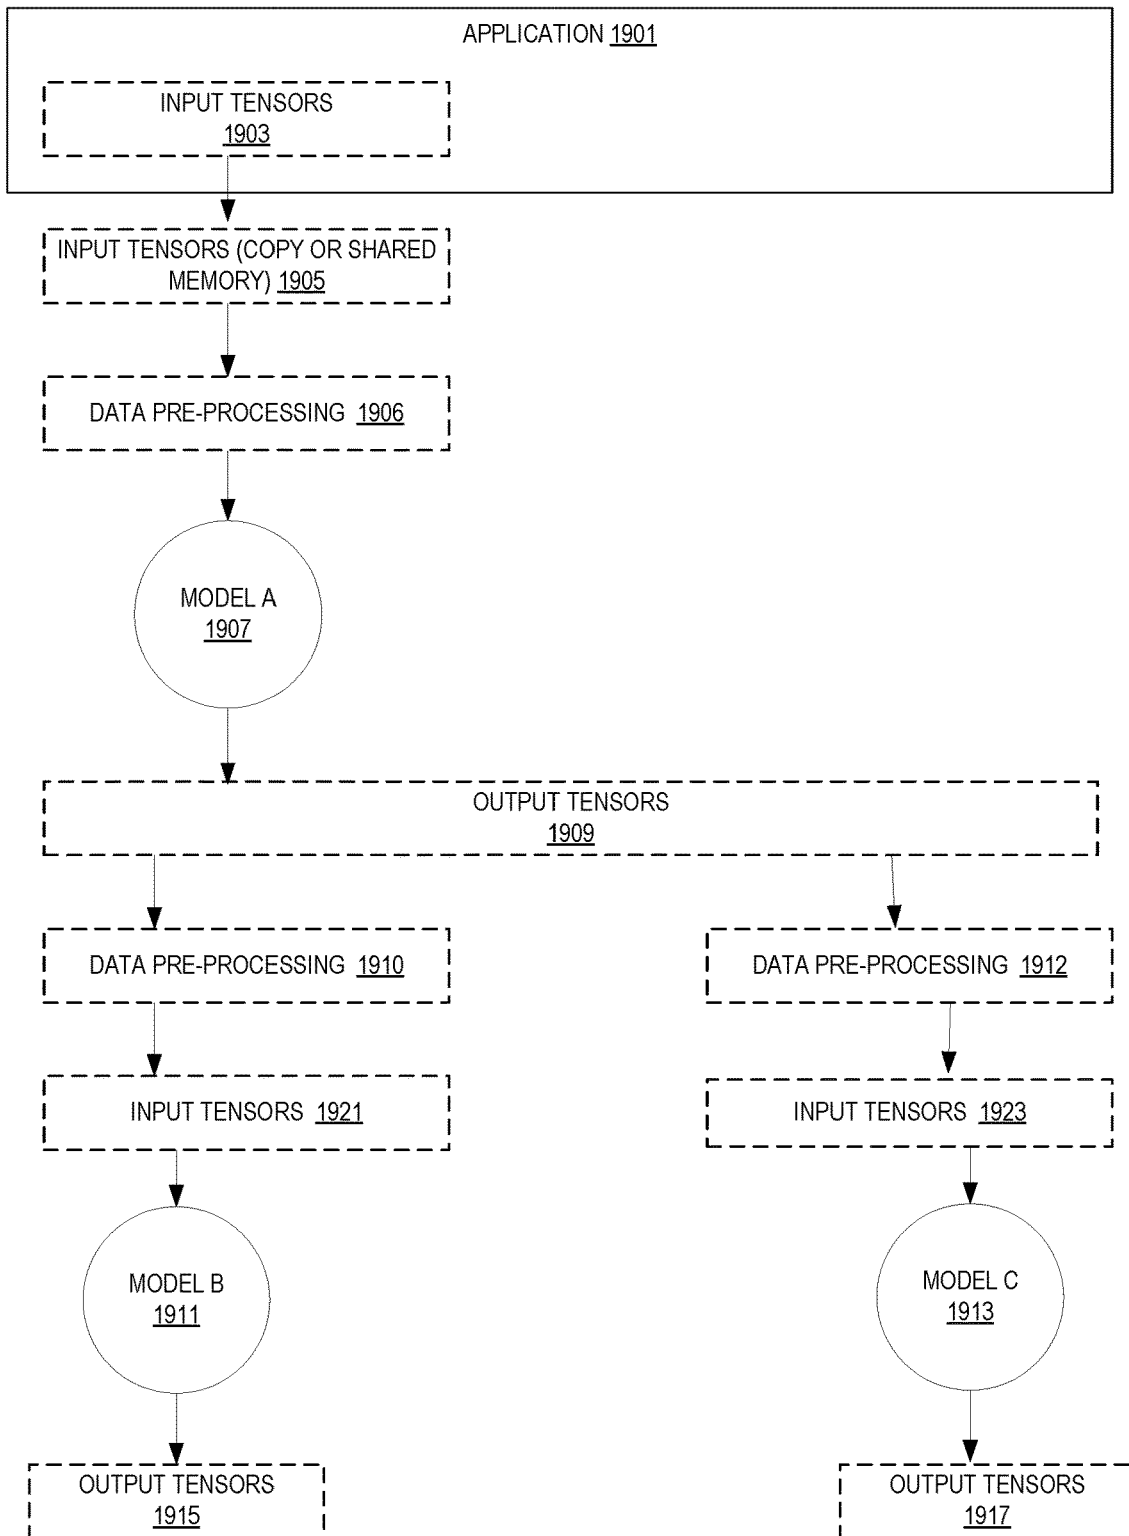 APPLICATION 1901
INPUT TENSORS
1903
INPUT TENSORS (COPY OR SHARED
MEMORY) 1905
DATA PRE-PROCESSING 1906
MODEL A
1907
OUTPUT TENSORS
1909
DATA PRE-PROCESSING 1910
DATA PRE-PROCESSING 1912
INPUT TENSORS 1921
INPUT TENSORS 1923
MODEL B
1911
MODEL C
1913
OUTPUT TENSORS
1915
OUTPUT TENSORS
1917